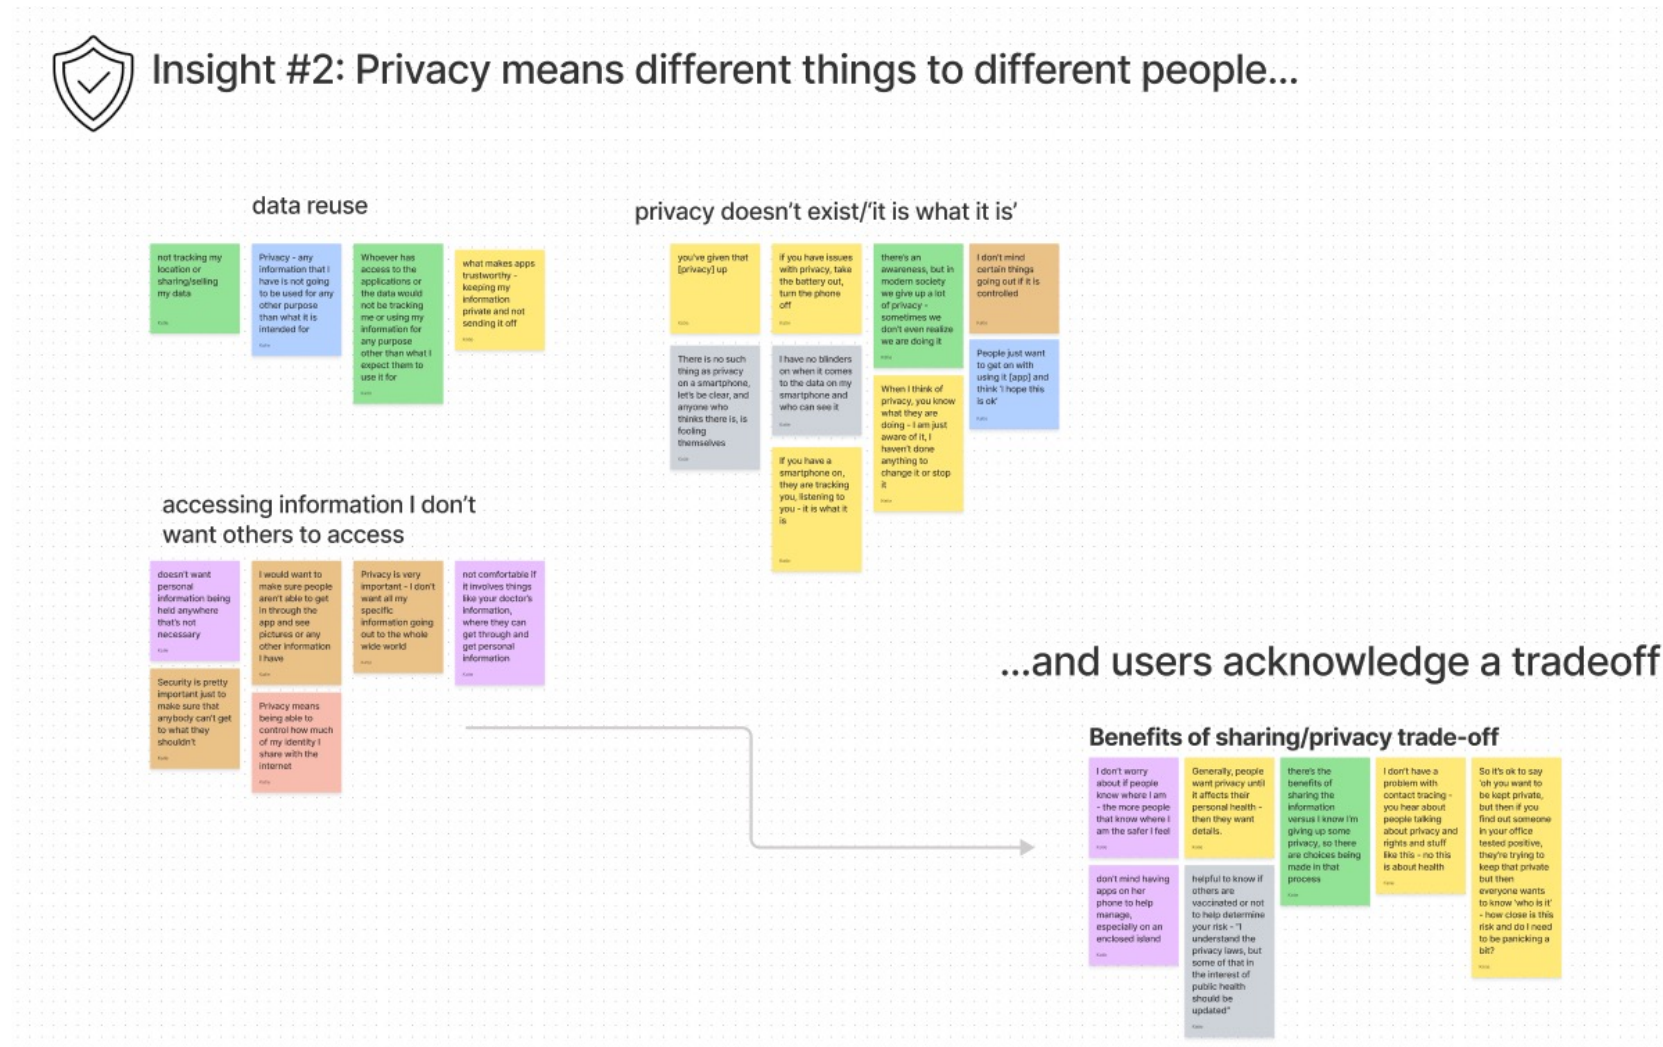 Insight #2: Privacy means different things to different people...
data reuse
not tracking my
location or
sharing/selling
my data
Kate
Privacy - any
information that I
have is not going
to be used for any
other purpose
than what it is
intended for
Kate
Whoever has
access to the
applications or
the data would
not be tracking
me or using my
information for
any purpose
other than what I
expect them to
use it for
Kate
what makes apps
trustworthy -
keeping my
information
private and not
sending it off
Kate
privacy doesn't exist/'it is what it is'
you've given that
[privacy] up
Kate
if you have issues
with privacy, take
the battery out,
turn the phone
off
Kate
there's an
awareness, but in
modern society
we give up a lot
of privacy -
sometimes we
don't even realize
we are doing it
Kate
I don't mind
certain things
going out if it is
controlled
Kate
There is no such
thing as privacy
on a smartphone,
let's be clear, and
anyone who
thinks there is, is
fooling
themselves
Kate
I have no blinders
on when it comes
to the data on my
smartphone and
who can see it
Kate
When I think of
privacy, you know
what they are
doing - I am just
aware of it, I
haven't done
anything to
change it or stop
it
Kate
People just want
to get on with
using it [app] and
think 'I hope this
is ok'
Kate
If you have a
smartphone on,
they are tracking
you, listening to
you - it is what it
is
Kate
accessing information I don't
want others to access
doesn't want
personal
information being
held anywhere
that's not
necessary
Kate
I would want to
make sure people
aren't able to get
in through the
app and see
pictures or any
other information
I have
Kate
Privacy is very
important - I don't
want all my
specific
information going
out to the whole
wide world
Kate
not comfortable if
it involves things
like your doctor's
information,
where they can
get through and
get personal
information
Kate
Security is pretty
important just to
make sure that
anybody can't get
to what they
shouldn't
Kate
Privacy means
being able to
control how much
of my identity I
share with the
internet
Kate
...and users acknowledge a tradeoff
Benefits of sharing/privacy trade-off
I don't worry
about if people
know where I am
- the more people
that know where I
am the safer I feel
Kate
Generally, people
want privacy until
it affects their
personal health -
then they want
details.
Kate
there's the
benefits of
sharing the
information
versus I know I'm
giving up some
privacy, so there
are choices being
made in that
process
Kate
I don't have a
problem with
contact tracing -
you hear about
people talking
about privacy and
rights and stuff
like this - no this
is about health
Kate
So it's ok to say
'oh you want to
be kept private,
but then if you
find out someone
in your office
tested positive,
they're trying to
keep that private
but then
everyone wants
to know 'who is it'
- how close is this
risk and do I need
to be panicking a
bit?
Kate
don't mind having
apps on her
phone to help
manage,
especially on an
enclosed island
Kate
helpful to know if
others are
vaccinated or not
to help determine
your risk - "I
understand the
privacy laws, but
some of that in
the interest of
public health
should be
updated"
Kate